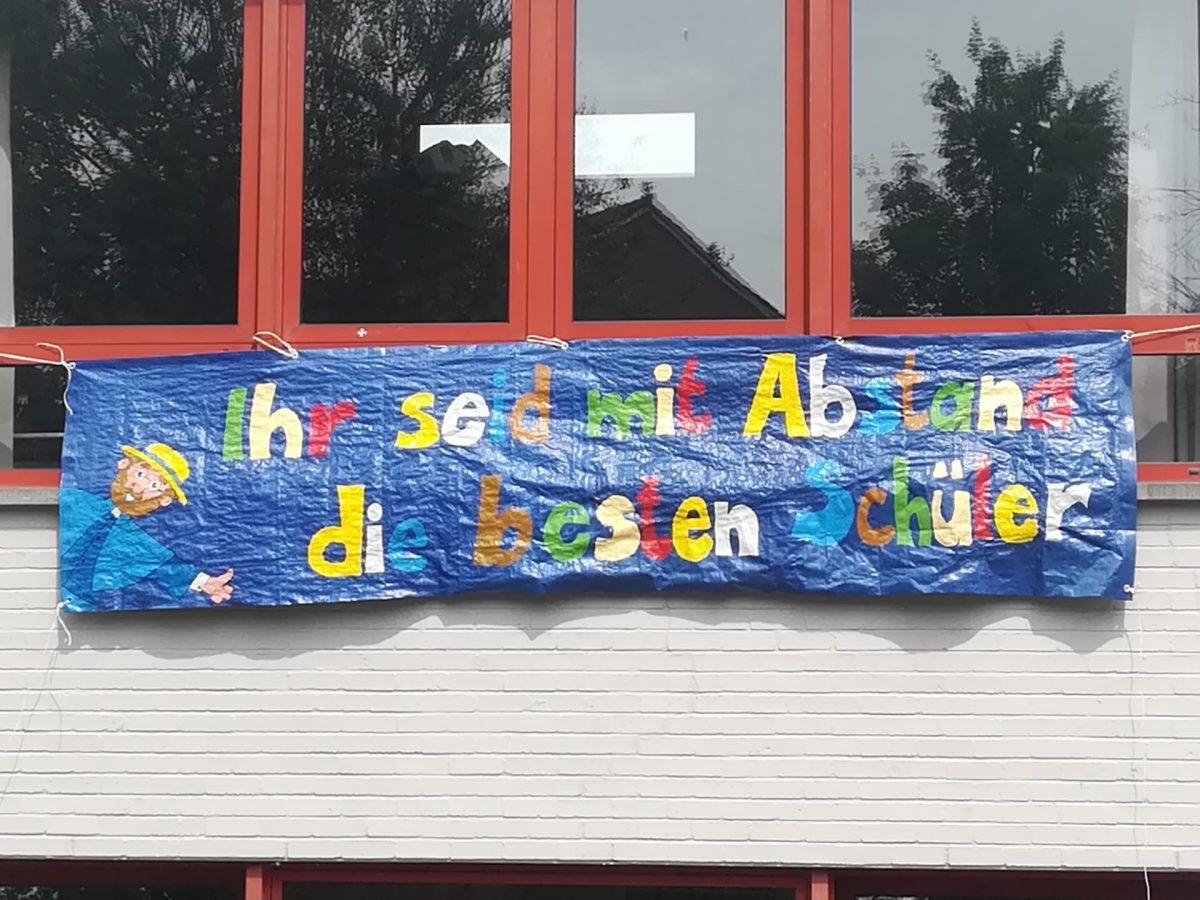 Ihr seid mit Abstand
die besten Schüler